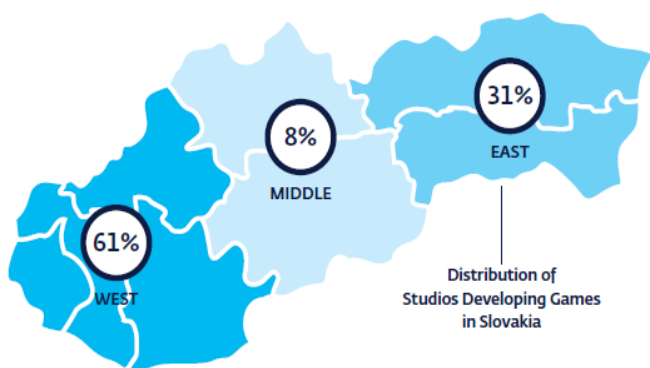 31%
EAST
8%
MIDDLE
61%
WEST
Distribution of
Studios Developing Games
in Slovakia